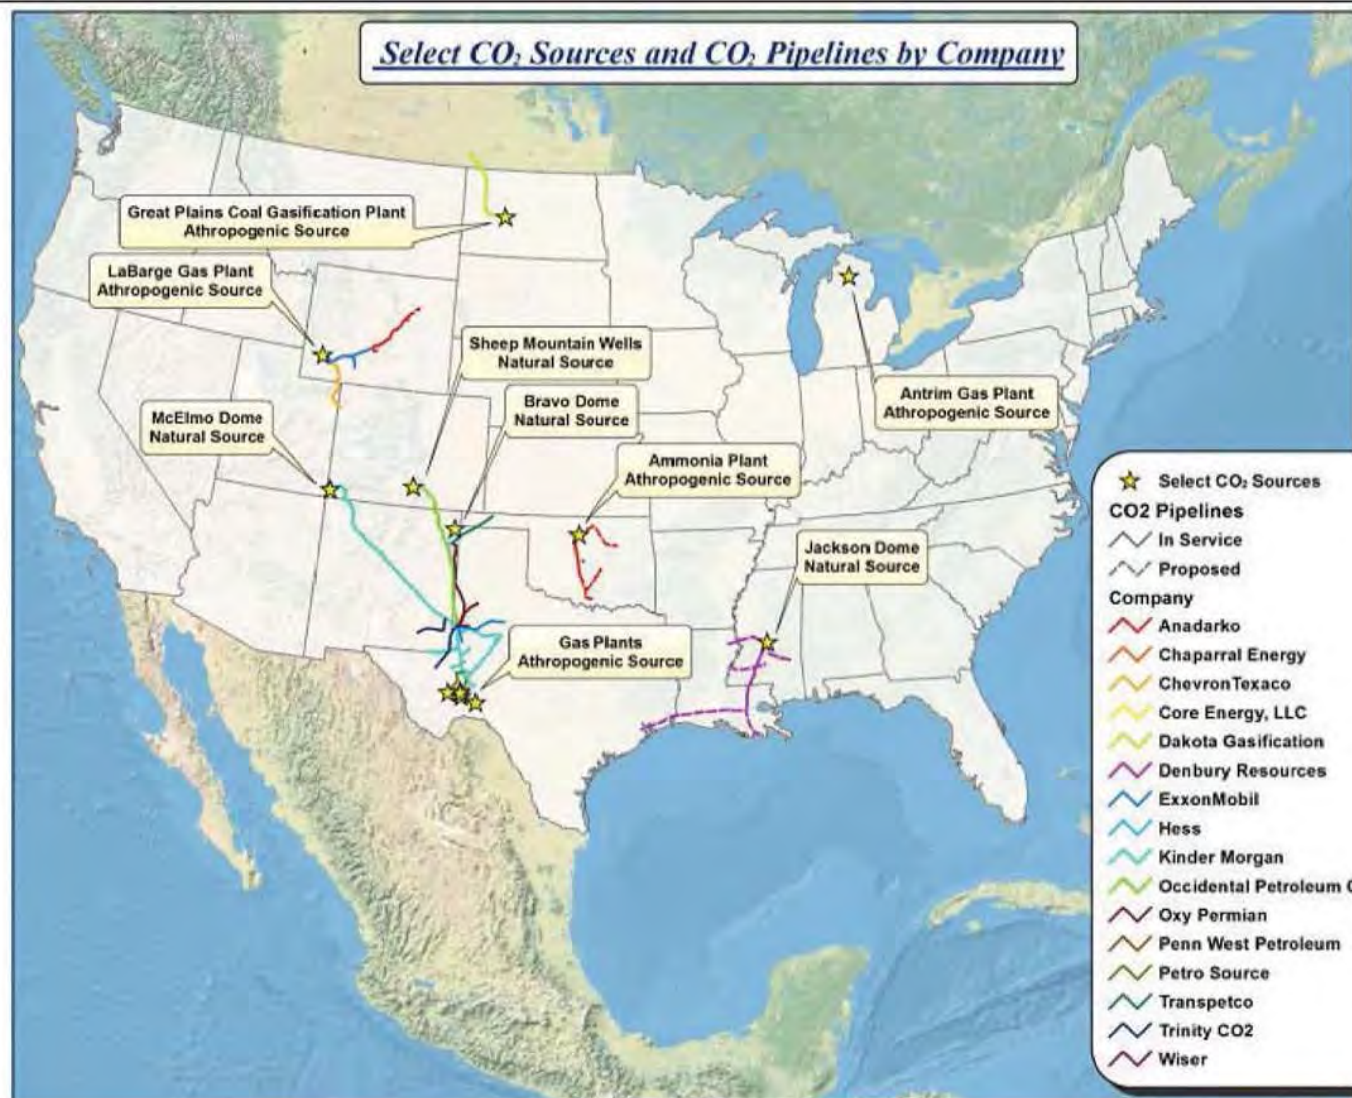 Select CO₂ Sources and CO₂ Pipelines by Company
Great Plains Coal Gasification Plant
Athropogenic Source
LaBarge Gas Plant
Athropogenic Source
Sheep Mountain Wells
Natural Source
Bravo Dome
Natural Source
McElmo Dome
Natural Source
Antrim Gas Plant
Athropogenic Source
Ammonia Plant
Athropogenic Source
Jackson Dome
Natural Source
Gas Plants
Athropogenic Source
Select CO₂ Sources
CO2 Pipelines
In Service
Proposed
Company
Anadarko
Chaparral Energy
ChevronTexaco
Core Energy, LLC
Dakota Gasification
Denbury Resources
ExxonMobil
Hess
Kinder Morgan
Occidental Petroleum
Oxy Permian
Penn West Petroleum
Petro Source
Transpetco
Trinity CO2
Wiser